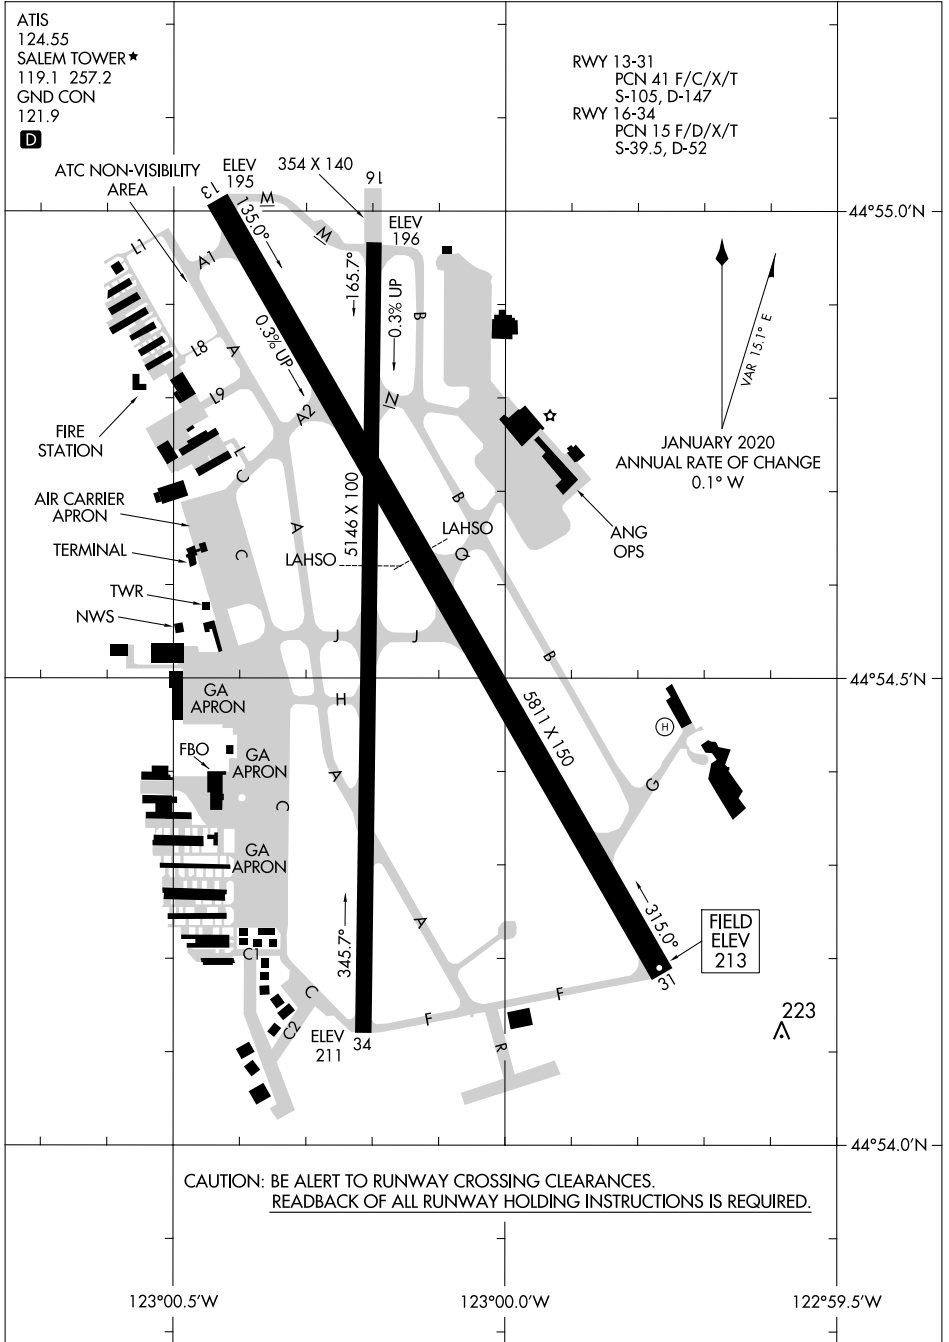 ATIS
124.55
SALEM TOWER★
119.1 257.2
GND CON
121.9
D
RWY 13-31
PCN 41 F/C/X/T
S-105, D-147
RWY 16-34
PCN 15 F/D/X/T
S-39.5, D-52
ATC NON-VISIBILITY
AREA
ELEV
195
354 X 140
16
13
135.0°
M
M
ELEV
196
44°55.0'N
L1
A1
165.7°
0.3% UP
0.3% UP
B
VAR 15.1° E
L8
A
L9
A2
N
FIRE
STATION
JANUARY 2020
ANNUAL RATE OF CHANGE
0.1° W
L
C
AIR CARRIER
APRON
5146 X 100
A
B
LAHSO
ANG
OPS
TERMINAL
C
LAHSO
Q
TWR
NWS
J
J
B
44°54.5'N
GA
APRON
H
5811 X 150
H
FBO
GA
APRON
A
G
C
GA
APRON
A
345.7°
315.0°
FIELD
ELEV
213
C1
31
C
F
F
223
C2
ELEV
211
34
R
44°54.0'N
CAUTION: BE ALERT TO RUNWAY CROSSING CLEARANCES.
READBACK OF ALL RUNWAY HOLDING INSTRUCTIONS IS REQUIRED.
123°00.5'W
123°00.0'W
122°59.5'W